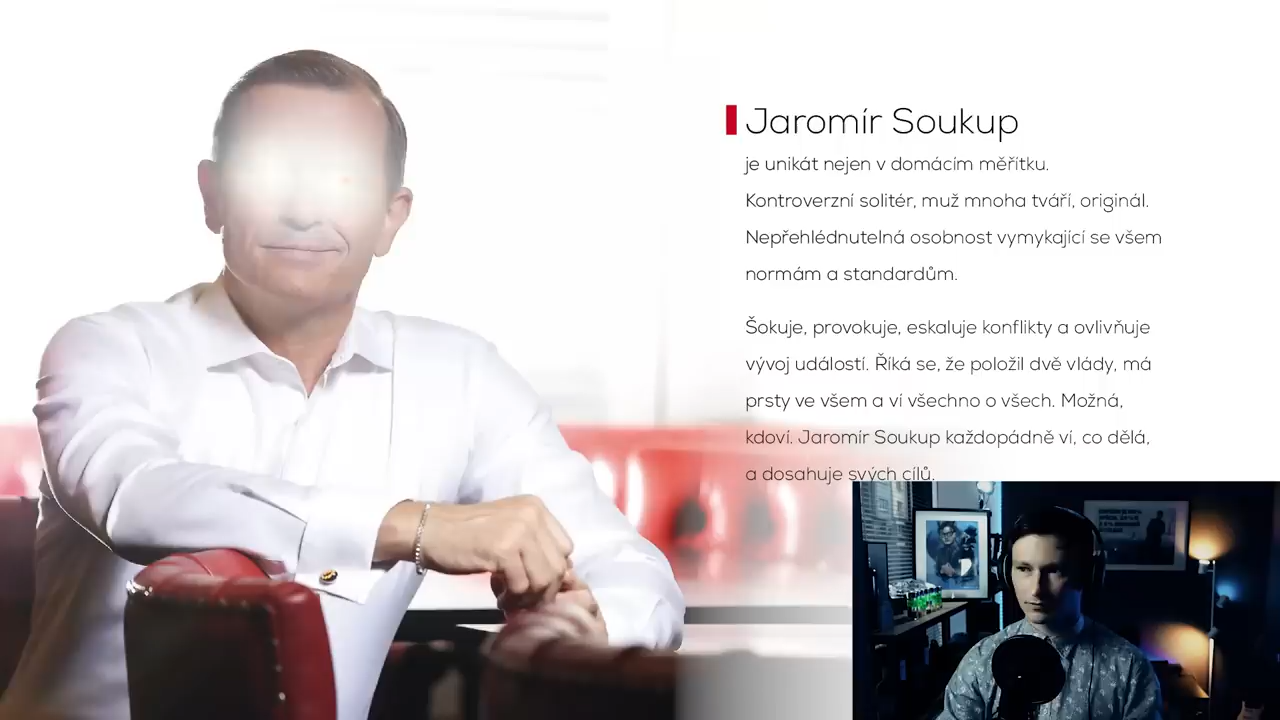 Jaromír Soukup
je unikát nejen v domácím měřítku.
Kontroverzní solitér, muž mnoha tváří, originál.
Nepřehlédnutelná osobnost vymykající se všem
normám a standardům.
Šokuje, provokuje, eskaluje konflikty a ovlivňuje
vývoj událostí. Říká se, že položil dvě vlády, má
prsty ve všem a ví všechno o všech. Možná,
kdoví. Jaromír Soukup každopádně ví, co dělá,
a dosahuje svých cílů.